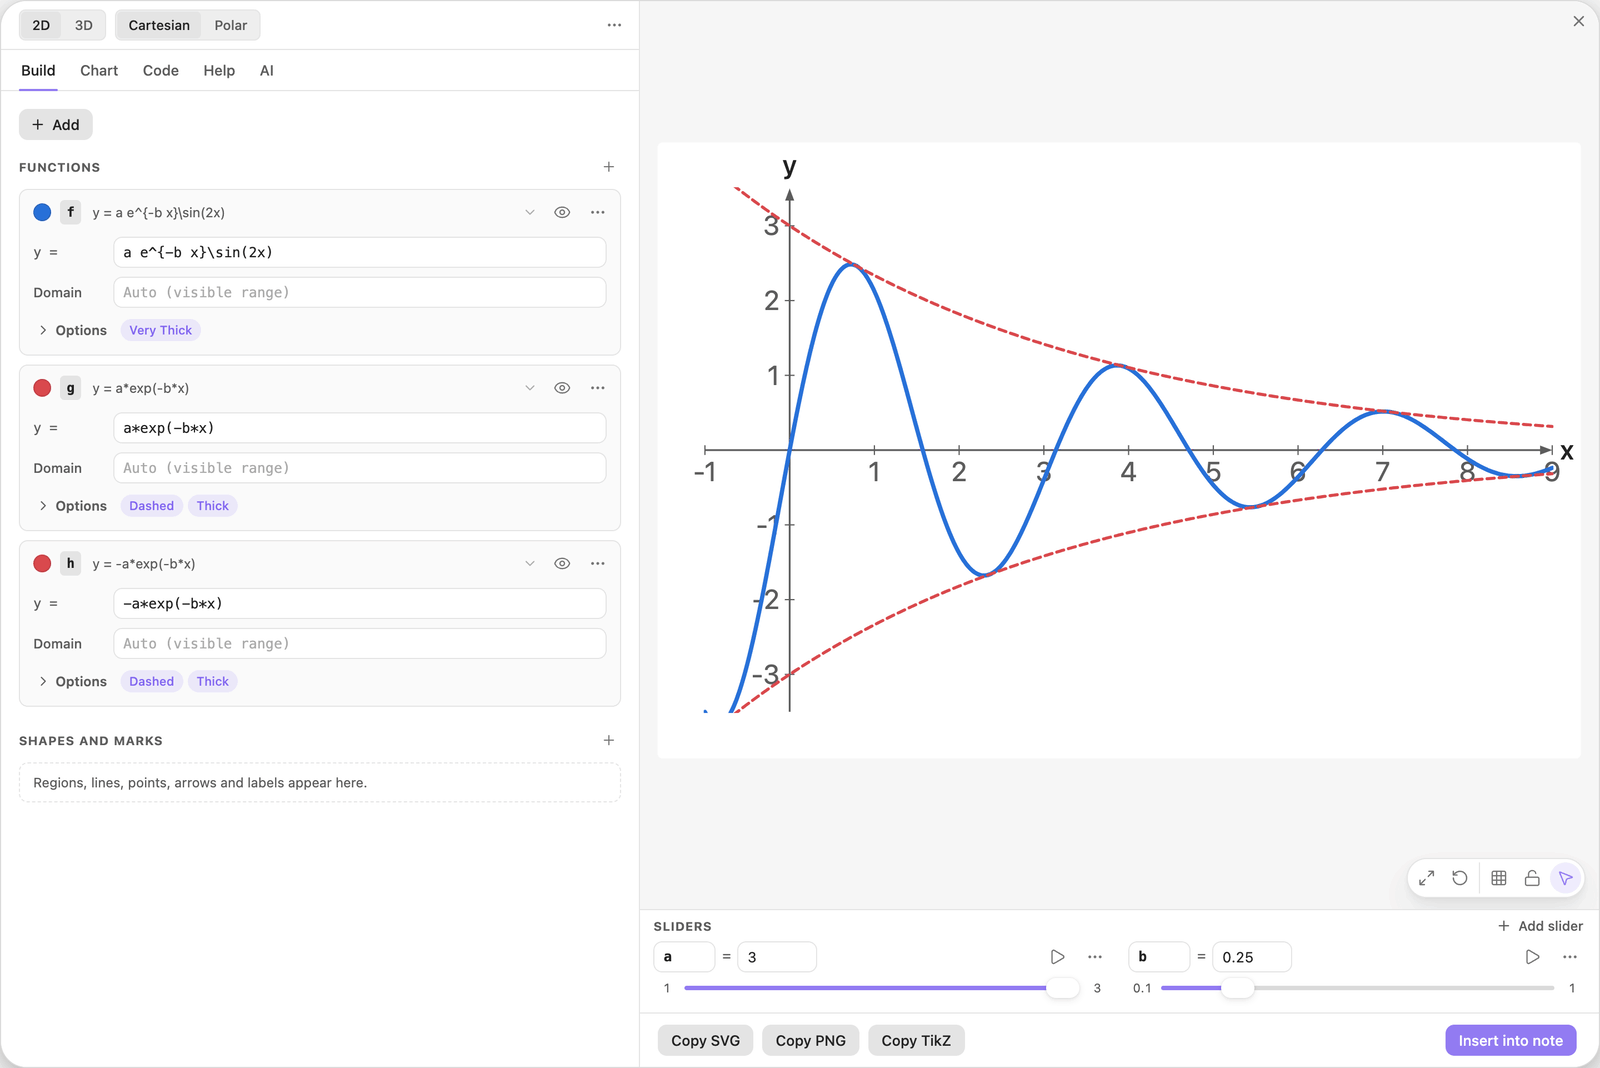 2D 3D Cartesian Polar ...
Build Chart Code Help AI
+ Add
FUNCTIONS +
f y = a e^{-b x}\sin(2x) ...
y = a e^{−b x}\sin(2x)
Domain Auto (visible range)
> Options Very Thick
g y = a*exp(-b*x) ...
y = a*exp(−b*x)
Domain Auto (visible range)
> Options Dashed Thick
h y = -a*exp(-b*x) ...
y = −a*exp(−b*x)
Domain Auto (visible range)
> Options Dashed Thick
SHAPES AND MARKS +
Regions, lines, points, arrows and labels appear here.
y
3
2
1
x
-1 1 2 3 4 5 6 7 8 9
-1
-2
-3
SLIDERS + Add slider
a = 3 ... b = 0.25 ...
1 3 0.1 1
Copy SVG Copy PNG Copy TikZ Insert into note